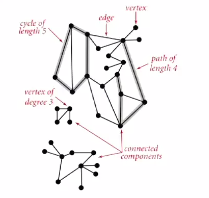 vertex
edge
cycle of
length 5
path of
length 4
vertex of
degree 3
connected
components